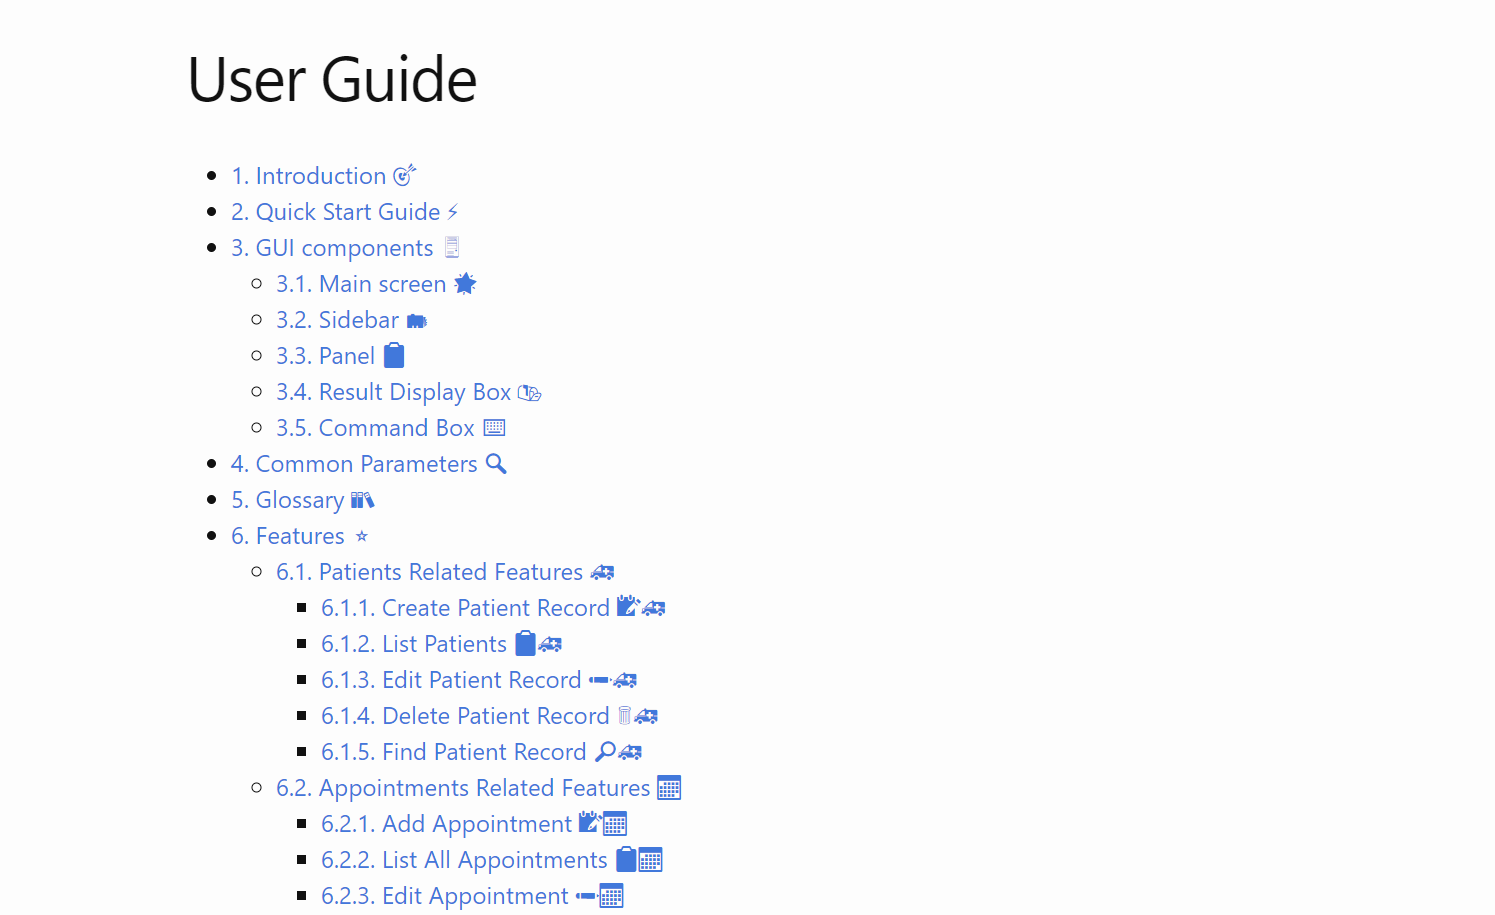 User Guide
1. Introduction
2. Quick Start Guide
3. GUI components
3.1. Main screen
3.2. Sidebar
3.3. Panel
3.4. Result Display Box
3.5. Command Box
4. Common Parameters
5. Glossary
6. Features
6.1. Patients Related Features
6.1.1. Create Patient Record
6.1.2. List Patients
6.1.3. Edit Patient Record
6.1.4. Delete Patient Record
6.1.5. Find Patient Record
6.2. Appointments Related Features
6.2.1. Add Appointment
6.2.2. List All Appointments
6.2.3. Edit Appointment